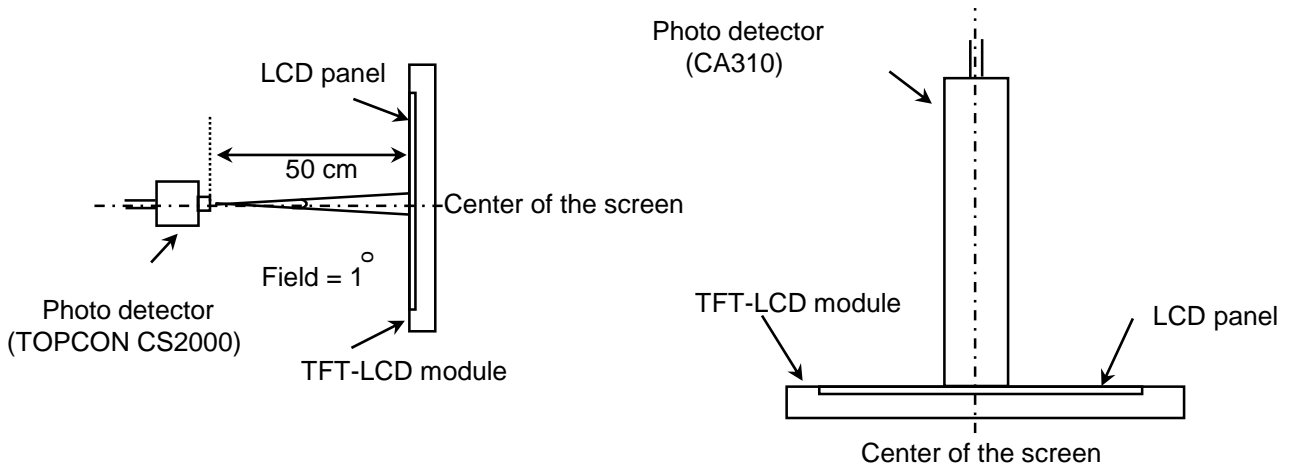 LCD panel
50 cm
Center of the screen
Field = 1°
Photo detector
(TOPCON CS2000)
TFT-LCD module
Photo detector
(CA310)
TFT-LCD module
LCD panel
Center of the screen